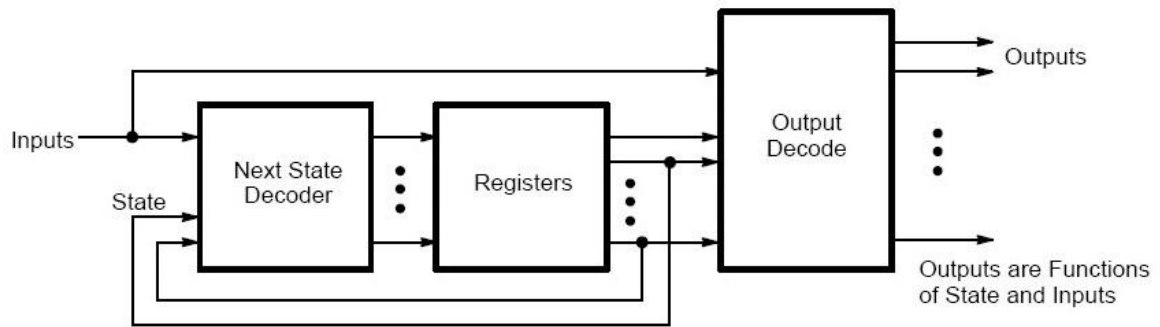 Inputs
State
Next State
Decoder
Registers
Output
Decode
Outputs
Outputs are Functions
of State and Inputs